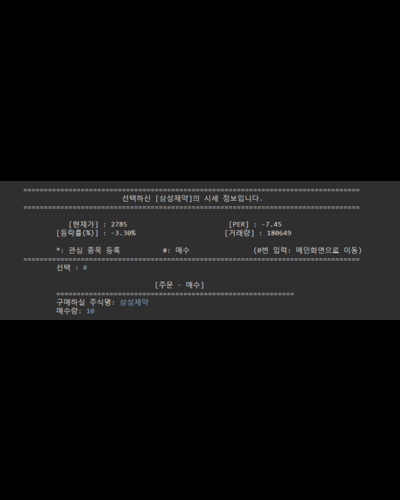 ================================================================================
선택하신 [삼성제약]의 시세 정보입니다.
================================================================================
[현재가] : 2785 [PER] : -7.45
[등락률(%)] : -3.30% [거래량] : 180649
*: 관심 종목 등록 #: 매수 (0번 입력: 메인화면으로 이동)
================================================================================
선택 : #
[주문 - 매수]
==========================================================
구매하실 주식명: 삼성제약
매수량: 10